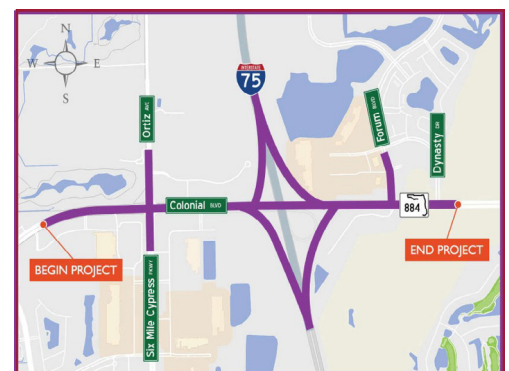 N
W E
S
INTERSTATE
75
Ortiz AVE
Forum BLVD
Dynasty DR
Colonial BLVD
884
BEGIN PROJECT
END PROJECT
Six Mile Cypress PKWY